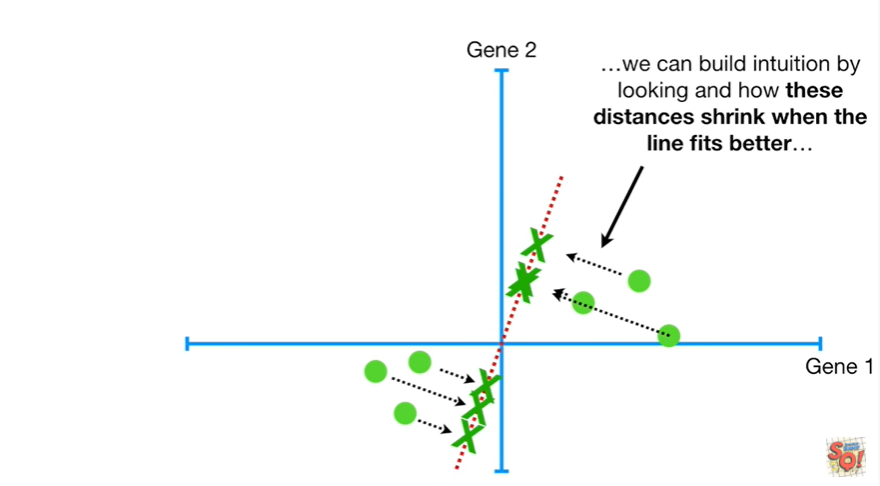 Gene 2
…we can build intuition by
looking and how these
distances shrink when the
line fits better…
Gene 1
SQ!